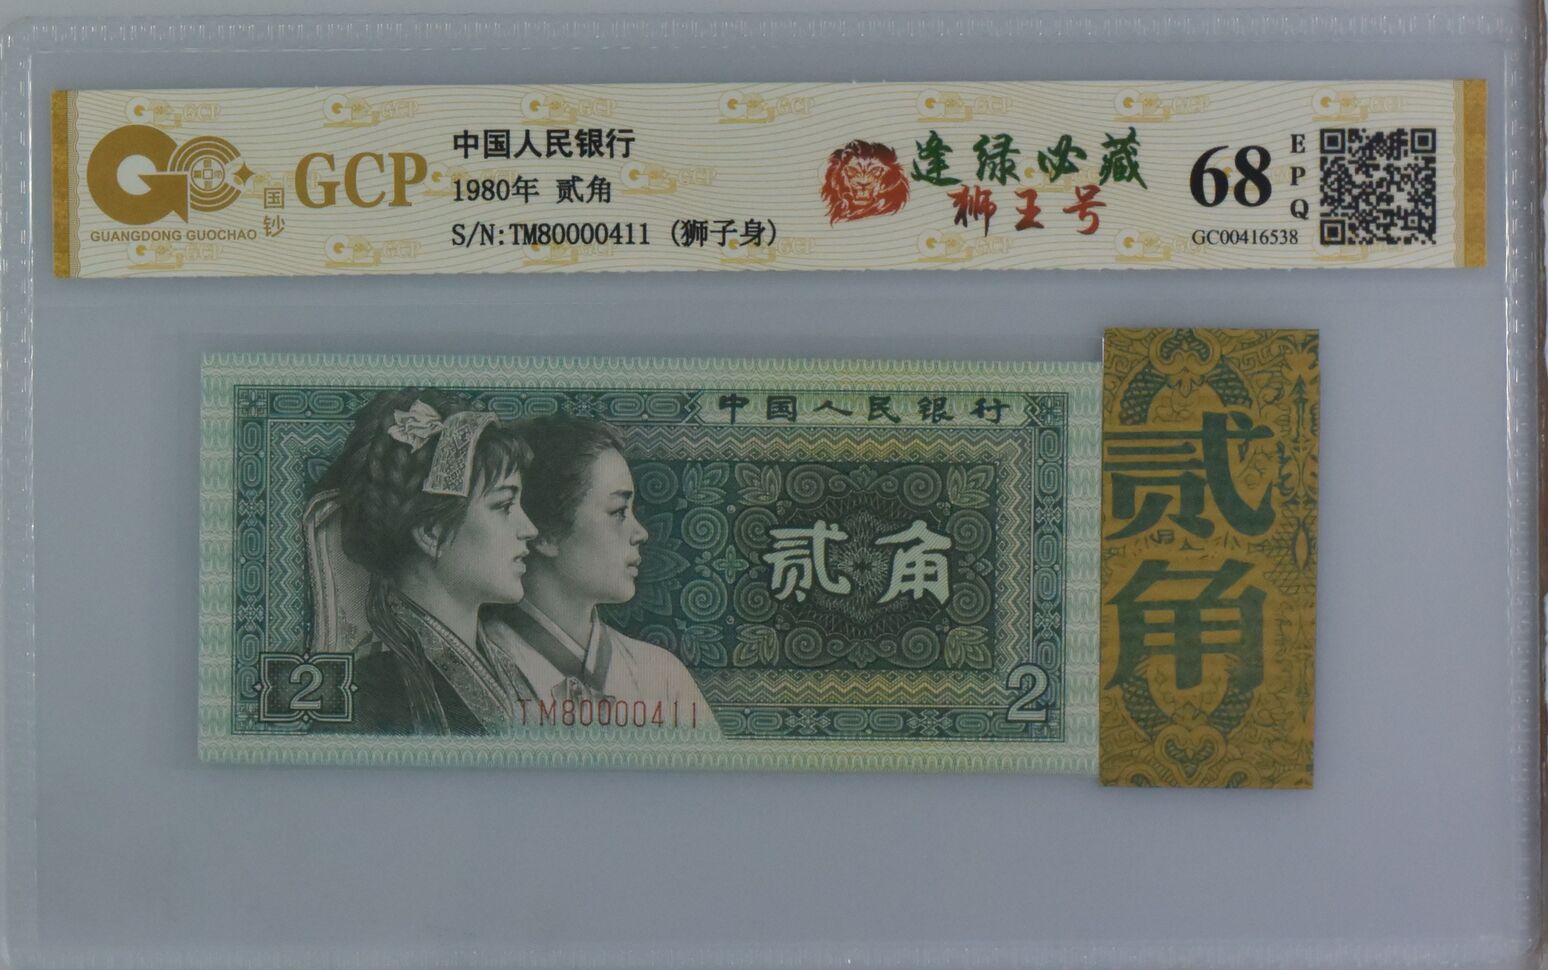 GC
国钞
GUANGDONG GUOCHAO
GCP
中国人民银行
1980年 贰角
S/N:TM80000411 (狮子身)
逢绿必藏
狮王号
68
EPQ
GC00416538
中国人民银行
贰角
2
TM80000411
2
贰角